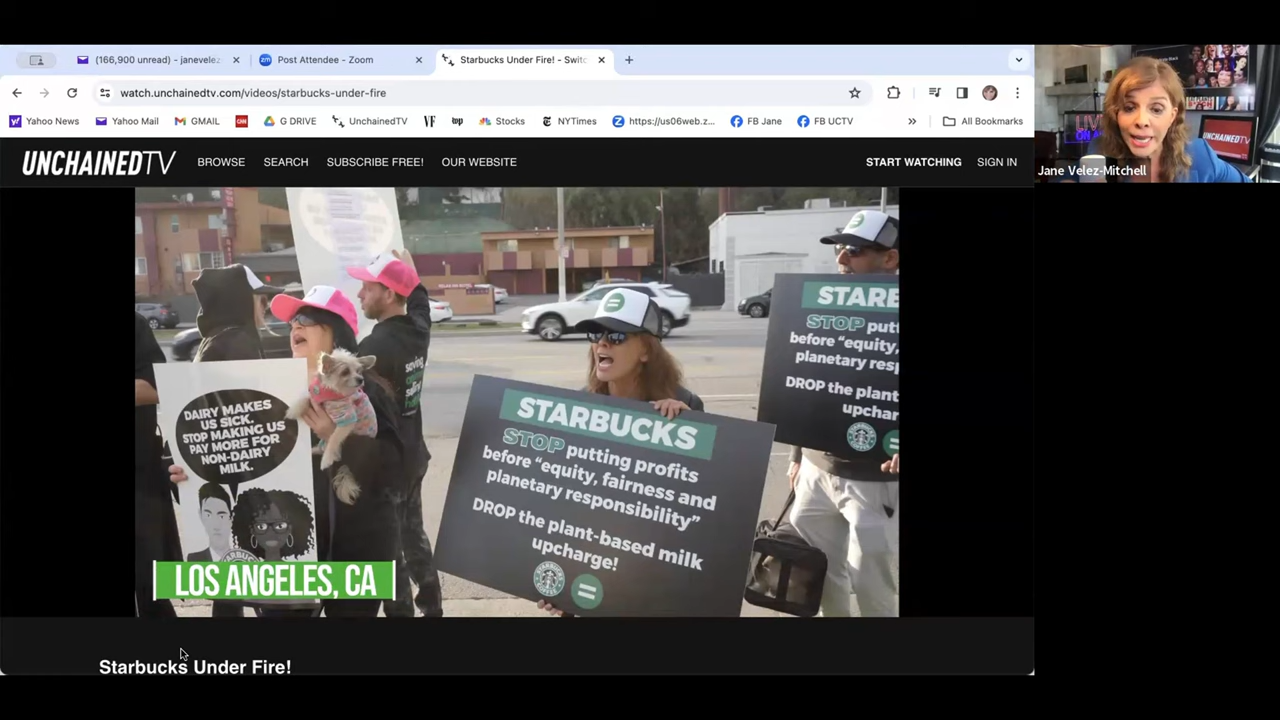 (166,900 unread) - janevelez
Post Attendee - Zoom
Starbucks Under Fire! - Switc
watch.unchainedtv.com/videos/starbucks-under-fire
Yahoo News
Yahoo Mail
GMAIL
CNN
G DRIVE
UnchainedTV
VF
Stocks
NYTimes
https://us06web.z...
FB Jane
FB UCTV
All Bookmarks
UNCHAINEDTV
BROWSE
SEARCH
SUBSCRIBE FREE!
OUR WEBSITE
START WATCHING
SIGN IN
Jane Velez-Mitchell
UNCHAINEDTV
DAIRY MAKES
US SICK.
STOP MAKING US
PAY MORE FOR
NON-DAIRY
MILK.
STARBUCKS
STOP putting profits
before "equity, fairness and
planetary responsibility"
DROP the plant-based milk
upcharge!
STARB
STOP putt
before "equity,
planetary resp
DROP the plant
upchar
LOS ANGELES, CA
Starbucks Under Fire!